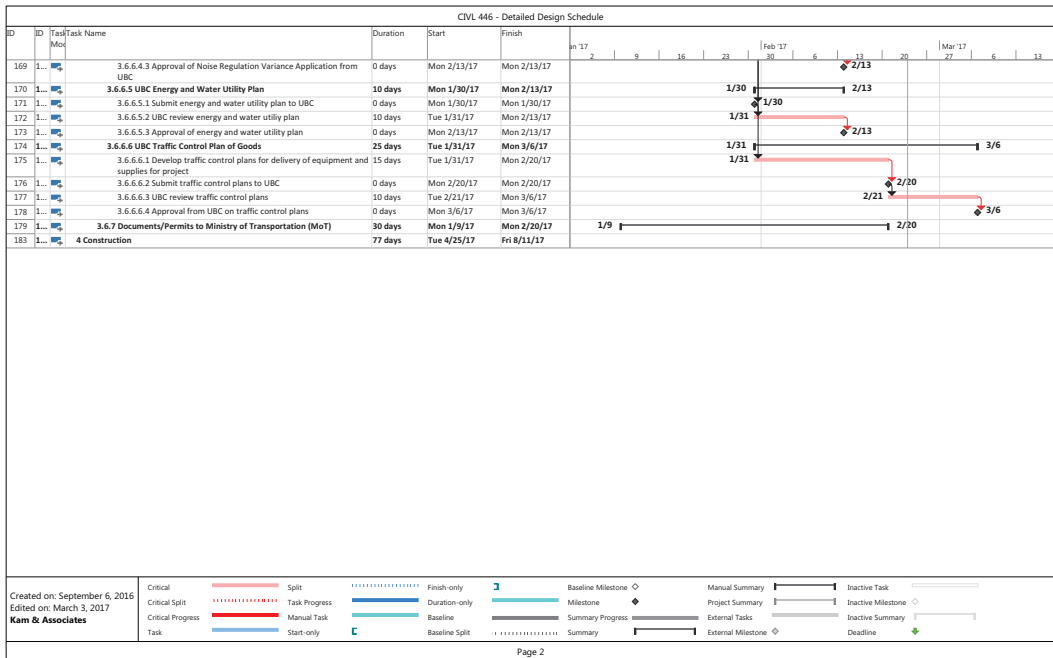 CIVL 446 - Detailed Design Schedule
ID ID Task Mod Task Name Duration Start Finish
an '17 Feb '17 Mar '17
2 9 16 23 30 6 13 20 27 6 13
169 1... 3.6.6.4.3 Approval of Noise Regulation Variance Application from 0 days Mon 2/13/17 Mon 2/13/17 2/13
UBC
170 1... 3.6.6.5 UBC Energy and Water Utility Plan 10 days Mon 1/30/17 Mon 2/13/17 1/30 2/13
171 1... 3.6.6.5.1 Submit energy and water utility plan to UBC 0 days Mon 1/30/17 Mon 1/30/17 1/30
172 1... 3.6.6.5.2 UBC review energy and water utiliy plan 10 days Tue 1/31/17 Mon 2/13/17 1/31
173 1... 3.6.6.5.3 Approval of energy and water utility plan 0 days Mon 2/13/17 Mon 2/13/17 2/13
174 1... 3.6.6.6 UBC Traffic Control Plan of Goods 25 days Tue 1/31/17 Mon 3/6/17 1/31 3/6
175 1... 3.6.6.6.1 Develop traffic control plans for delivery of equipment and 15 days Tue 1/31/17 Mon 2/20/17 1/31
supplies for project
176 1... 3.6.6.6.2 Submit traffic control plans to UBC 0 days Mon 2/20/17 Mon 2/20/17 2/20
177 1... 3.6.6.6.3 UBC review traffic control plans 10 days Tue 2/21/17 Mon 3/6/17 2/21
178 1... 3.6.6.6.4 Approval from UBC on traffic control plans 0 days Mon 3/6/17 Mon 3/6/17 3/6
179 1... 3.6.7 Documents/Permits to Ministry of Transportation (MoT) 30 days Mon 1/9/17 Mon 2/20/17 1/9 2/20
183 1... 4 Construction 77 days Tue 4/25/17 Fri 8/11/17
Created on: September 6, 2016
Edited on: March 3, 2017
Kam & Associates
Critical Split Finish-only Baseline Milestone Manual Summary Inactive Task
Critical Split Task Progress Duration-only Milestone Project Summary Inactive Milestone
Critical Progress Manual Task Baseline Summary Progress External Tasks Inactive Summary
Task Start-only Baseline Split Summary External Milestone Deadline
Page 2